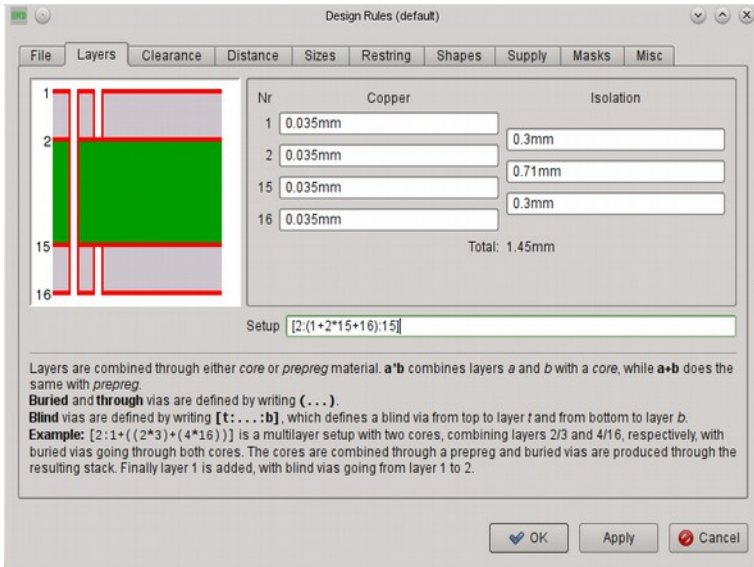 Design Rules (default)
File Layers Clearance Distance Sizes Restring Shapes Supply Masks Misc
Nr Copper Isolation
1 0.035mm
0.3mm
2 0.035mm
0.71mm
15 0.035mm
0.3mm
16 0.035mm
Total: 1.45mm
1
2
15
16
Setup [2:(1+2*15+16):15]
Layers are combined through either core or prepreg material. a*b combines layers a and b with a core, while a+b does the
same with prepreg.
Buried and through vias are defined by writing (...).
Blind vias are defined by writing [t:...:b], which defines a blind via from top to layer t and from bottom to layer b.
Example: [2:1+((2*3)+(4*16))] is a multilayer setup with two cores, combining layers 2/3 and 4/16, respectively, with
buried vias going through both cores. The cores are combined through a prepreg and buried vias are produced through the
resulting stack. Finally layer 1 is added, with blind vias going from layer 1 to 2.
OK Apply Cancel